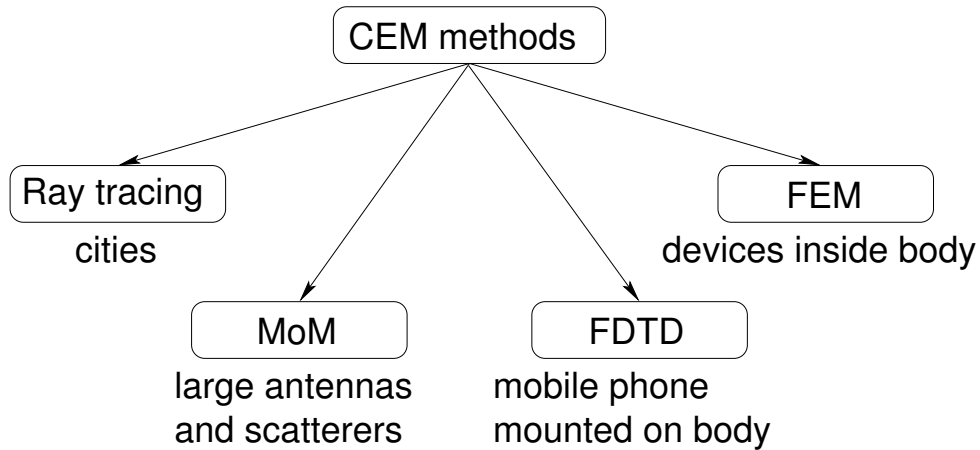 CEM methods
Ray tracing
cities
FEM
devices inside body
MoM
large antennas
and scatterers
FDTD
mobile phone
mounted on body